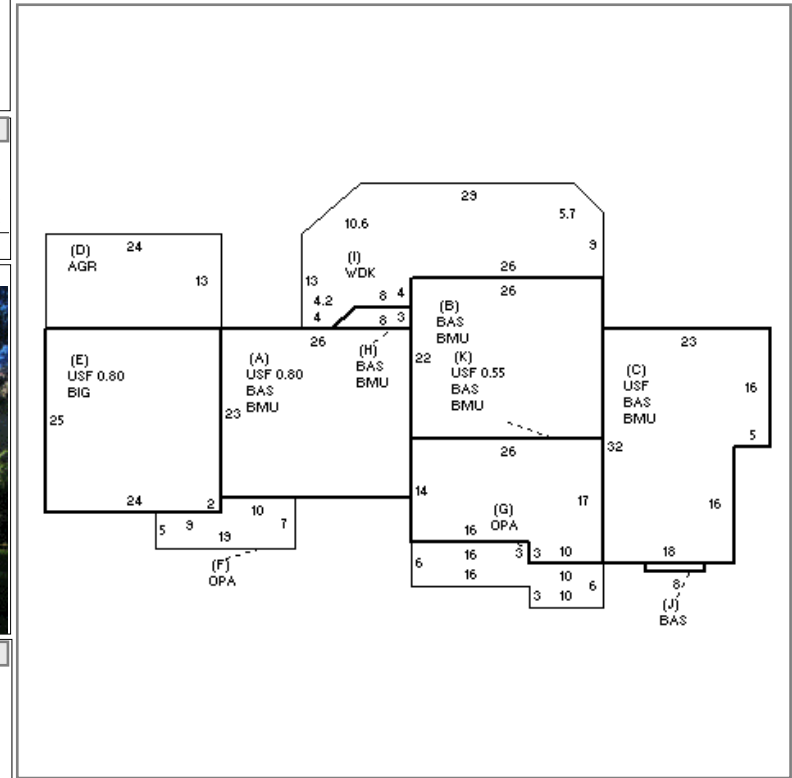 29
5.7
10.6
9
(D) 24
AGR
13
(I)
WDK
13
26
26
4.2
8 4
4
8 3
(B)
BAS
BMU
26
(H)
BAS
BMU
22
(K)
USF 0.55
BAS
BMU
23
(E)
USF 0.80
BIG
(A)
USF 0.80
BAS
BMU
(C)
USF
BAS
BMU
16
25
23
5
32
26
24
2
10
14
17
16
(G)
OPA
5
9
19
7
16
3
3
10
18
(F)
OPA
6
16
16
10
6
3
10
8
(J)
BAS